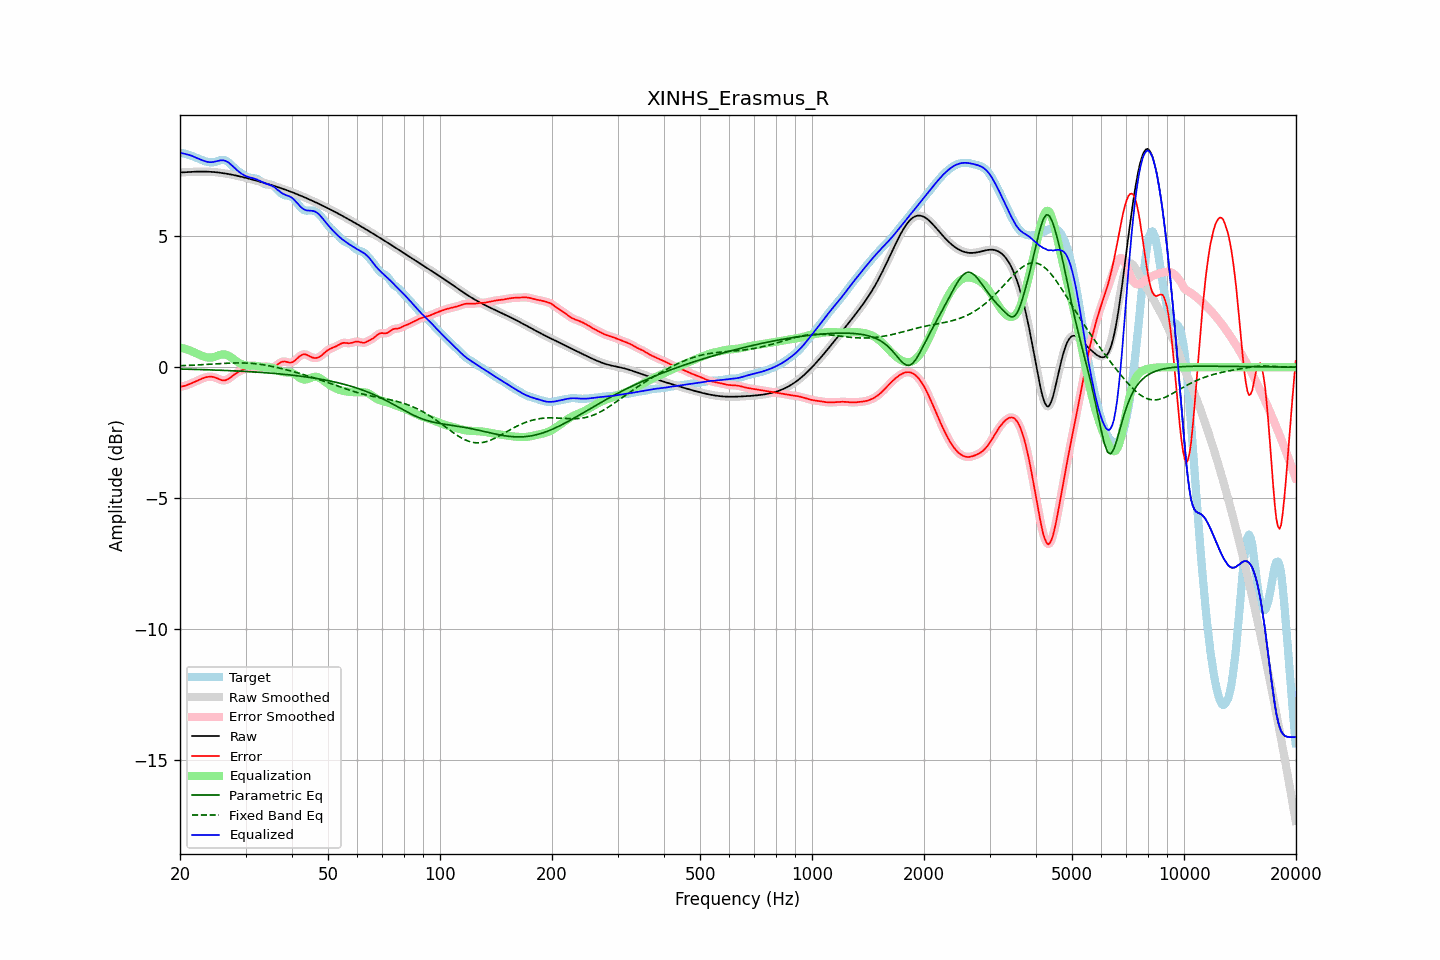 XINHS_Erasmus_R
Amplitude (dBr)
5
0
−5
−10
−15
Target
Raw Smoothed
Error Smoothed
Raw
Error
Equalization
Parametric Eq
Fixed Band Eq
Equalized
20
50
100
200
500
1000
2000
5000
10000
20000
Frequency (Hz)